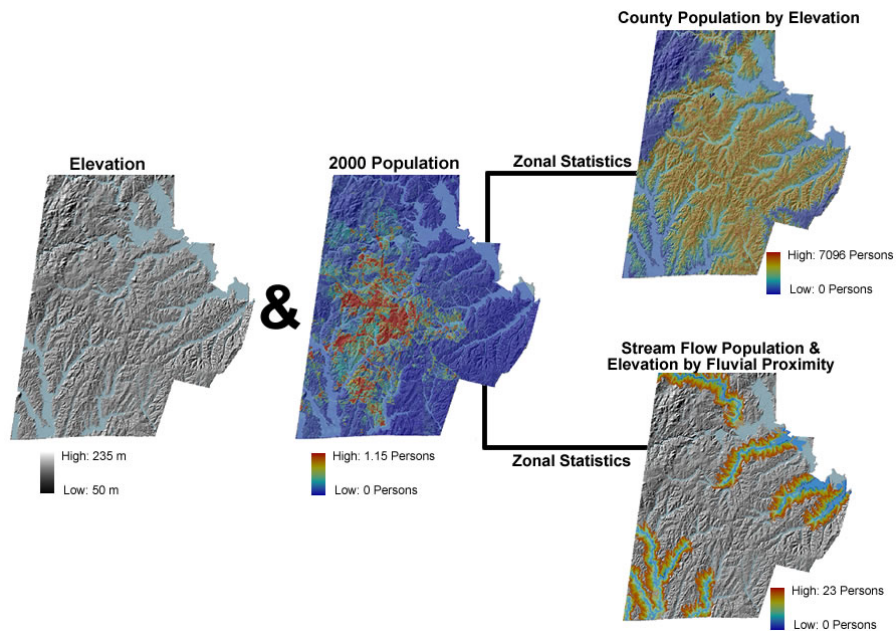 County Population by Elevation
Elevation
2000 Population
Zonal Statistics
&
High: 7096 Persons
Low: 0 Persons
Stream Flow Population &
Elevation by Fluvial Proximity
High: 235 m
Low: 50 m
High: 1.15 Persons
Low: 0 Persons
Zonal Statistics
High: 23 Persons
Low: 0 Persons